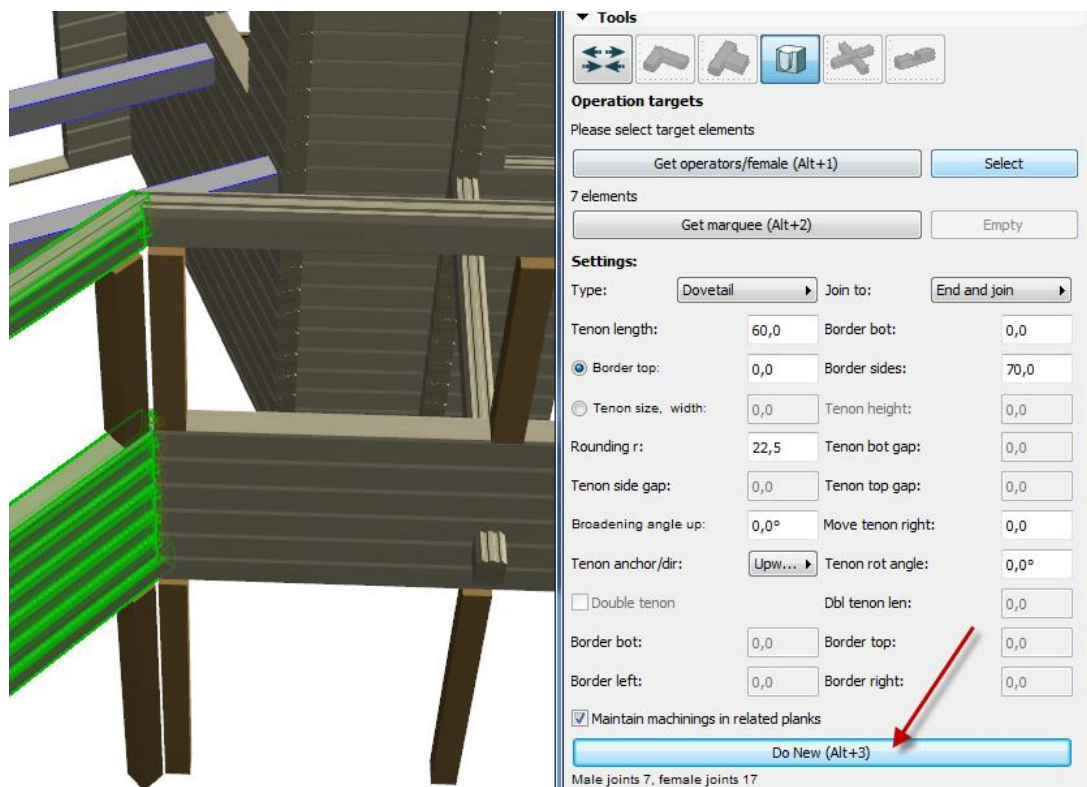 Tools
Operation targets
Please select target elements
Get operators/female (Alt+1) Select
7 elements
Get marquee (Alt+2) Empty
Settings:
Type: Dovetail Join to: End and join
Tenon length: 60,0 Border bot: 0,0
Border top: 0,0 Border sides: 70,0
Tenon size, width: 0,0 Tenon height: 0,0
Rounding r: 22,5 Tenon bot gap: 0,0
Tenon side gap: 0,0 Tenon top gap: 0,0
Broadening angle up: 0,0° Move tenon right: 0,0
Tenon anchor/dir: Upw... Tenon rot angle: 0,0°
Double tenon Dbl tenon len: 0,0
Border bot: 0,0 Border top: 0,0
Border left: 0,0 Border right: 0,0
Maintain machinings in related planks
Do New (Alt+3)
Male joints 7, female joints 17